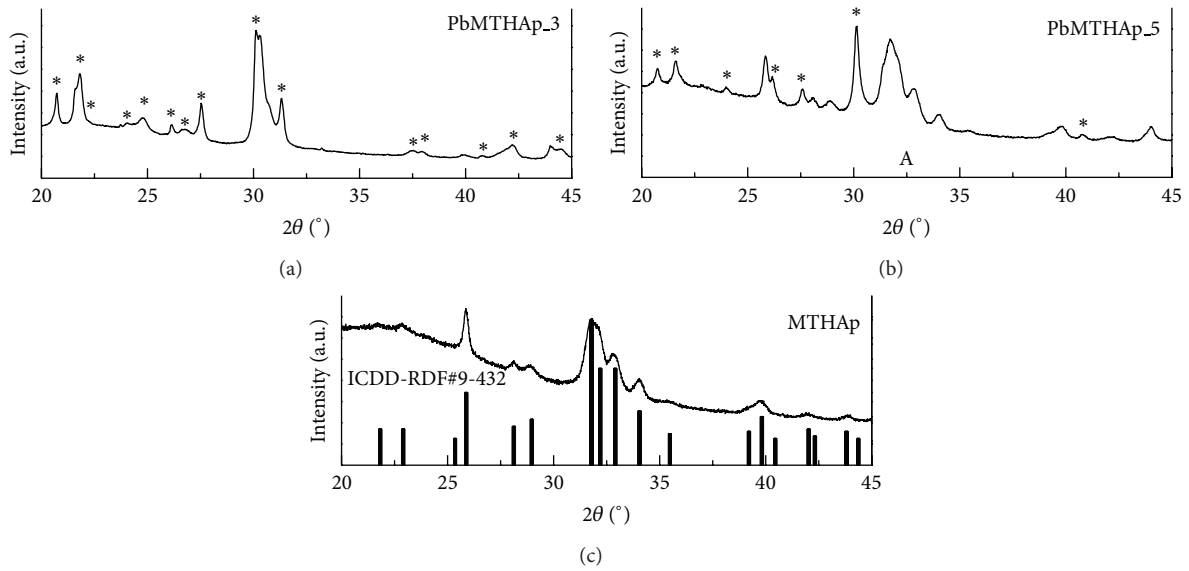 PbMTHAp_3
Intensity (a.u.)
* * * * * * * * * * * * * * *
20 25 30 35 40 45
2θ (°)
(a)
PbMTHAp_5
Intensity (a.u.)
* * * * * * *
A
20 25 30 35 40 45
2θ (°)
(b)
MTHAp
Intensity (a.u.)
ICDD-RDF#9-432
20 25 30 35 40 45
2θ (°)
(c)